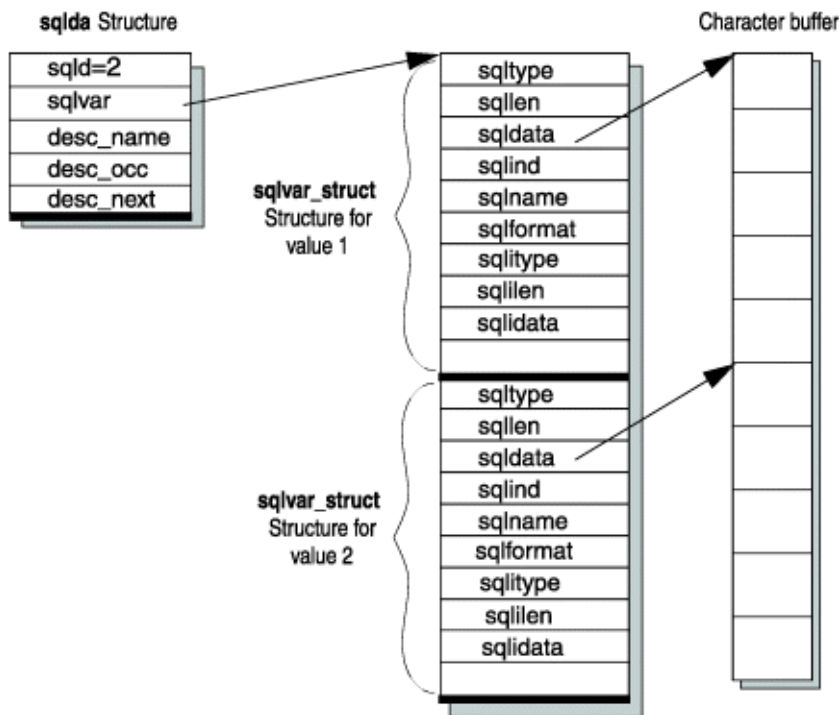 sqlda Structure
sqld=2
sqlvar
desc_name
desc_occ
desc_next
sqlvar_struct
Structure for
value 1
sqltype
sqllen
sqldata
sqlind
sqlname
sqlformat
sqlitype
sqlilen
sqlidata
sqlvar_struct
Structure for
value 2
sqltype
sqllen
sqldata
sqlind
sqlname
sqlformat
sqlitype
sqlilen
sqlidata
Character buffer